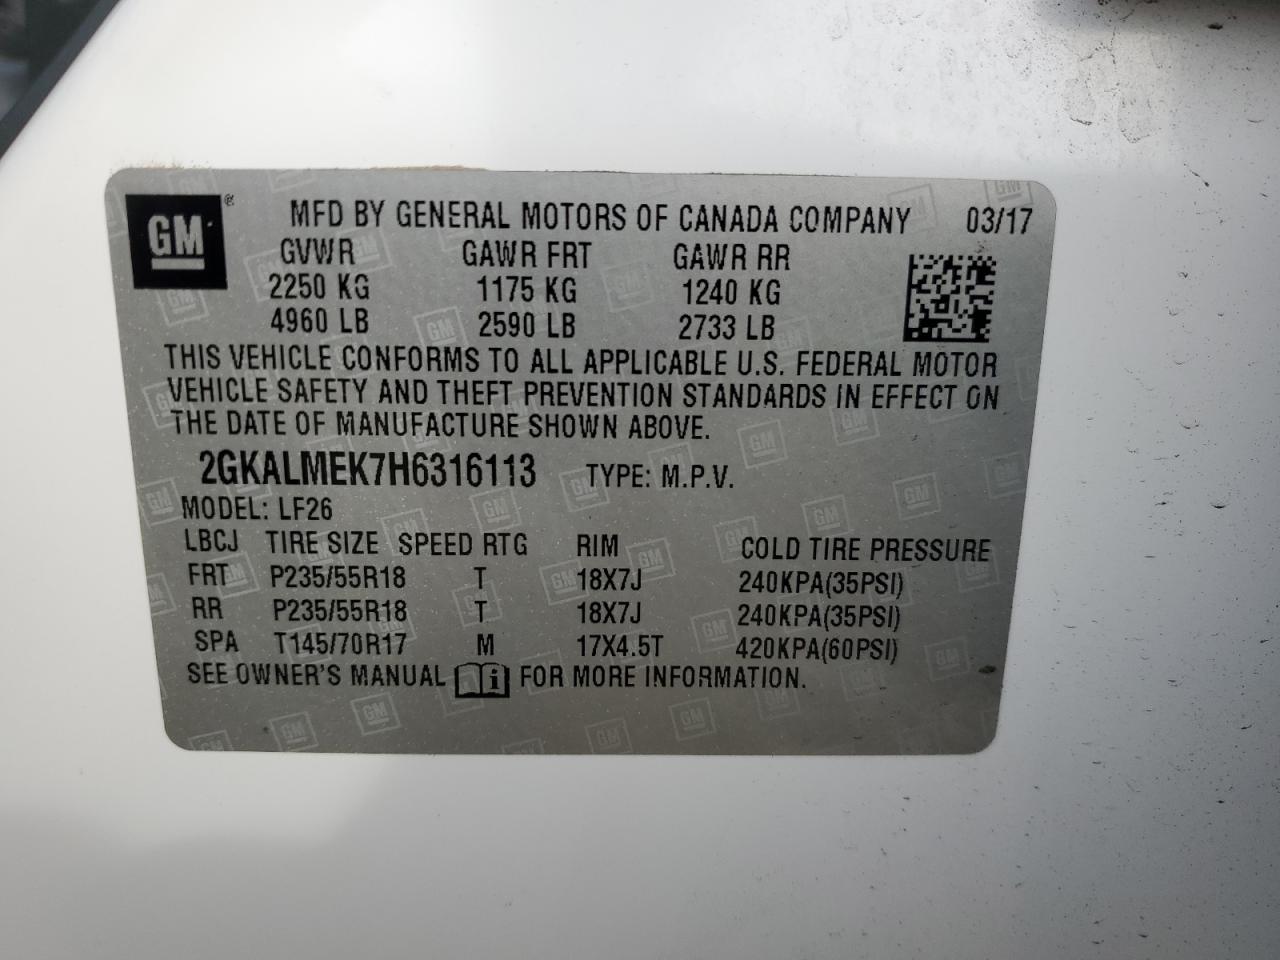 GM ® MFD BY GENERAL MOTORS OF CANADA COMPANY 03/17
GVWR GAWR FRT GAWR RR
2250 KG 1175 KG 1240 KG
4960 LB 2590 LB 2733 LB
THIS VEHICLE CONFORMS TO ALL APPLICABLE U.S. FEDERAL MOTOR
VEHICLE SAFETY AND THEFT PREVENTION STANDARDS IN EFFECT ON
THE DATE OF MANUFACTURE SHOWN ABOVE.
2GKALMEK7H6316113 TYPE: M.P.V.
MODEL: LF26
LBCJ TIRE SIZE SPEED RTG RIM COLD TIRE PRESSURE
FRT P235/55R18 T 18X7J 240KPA(35PSI)
RR P235/55R18 T 18X7J 240KPA(35PSI)
SPA T145/70R17 M 17X4.5T 420KPA(60PSI)
SEE OWNER'S MANUAL i FOR MORE INFORMATION.